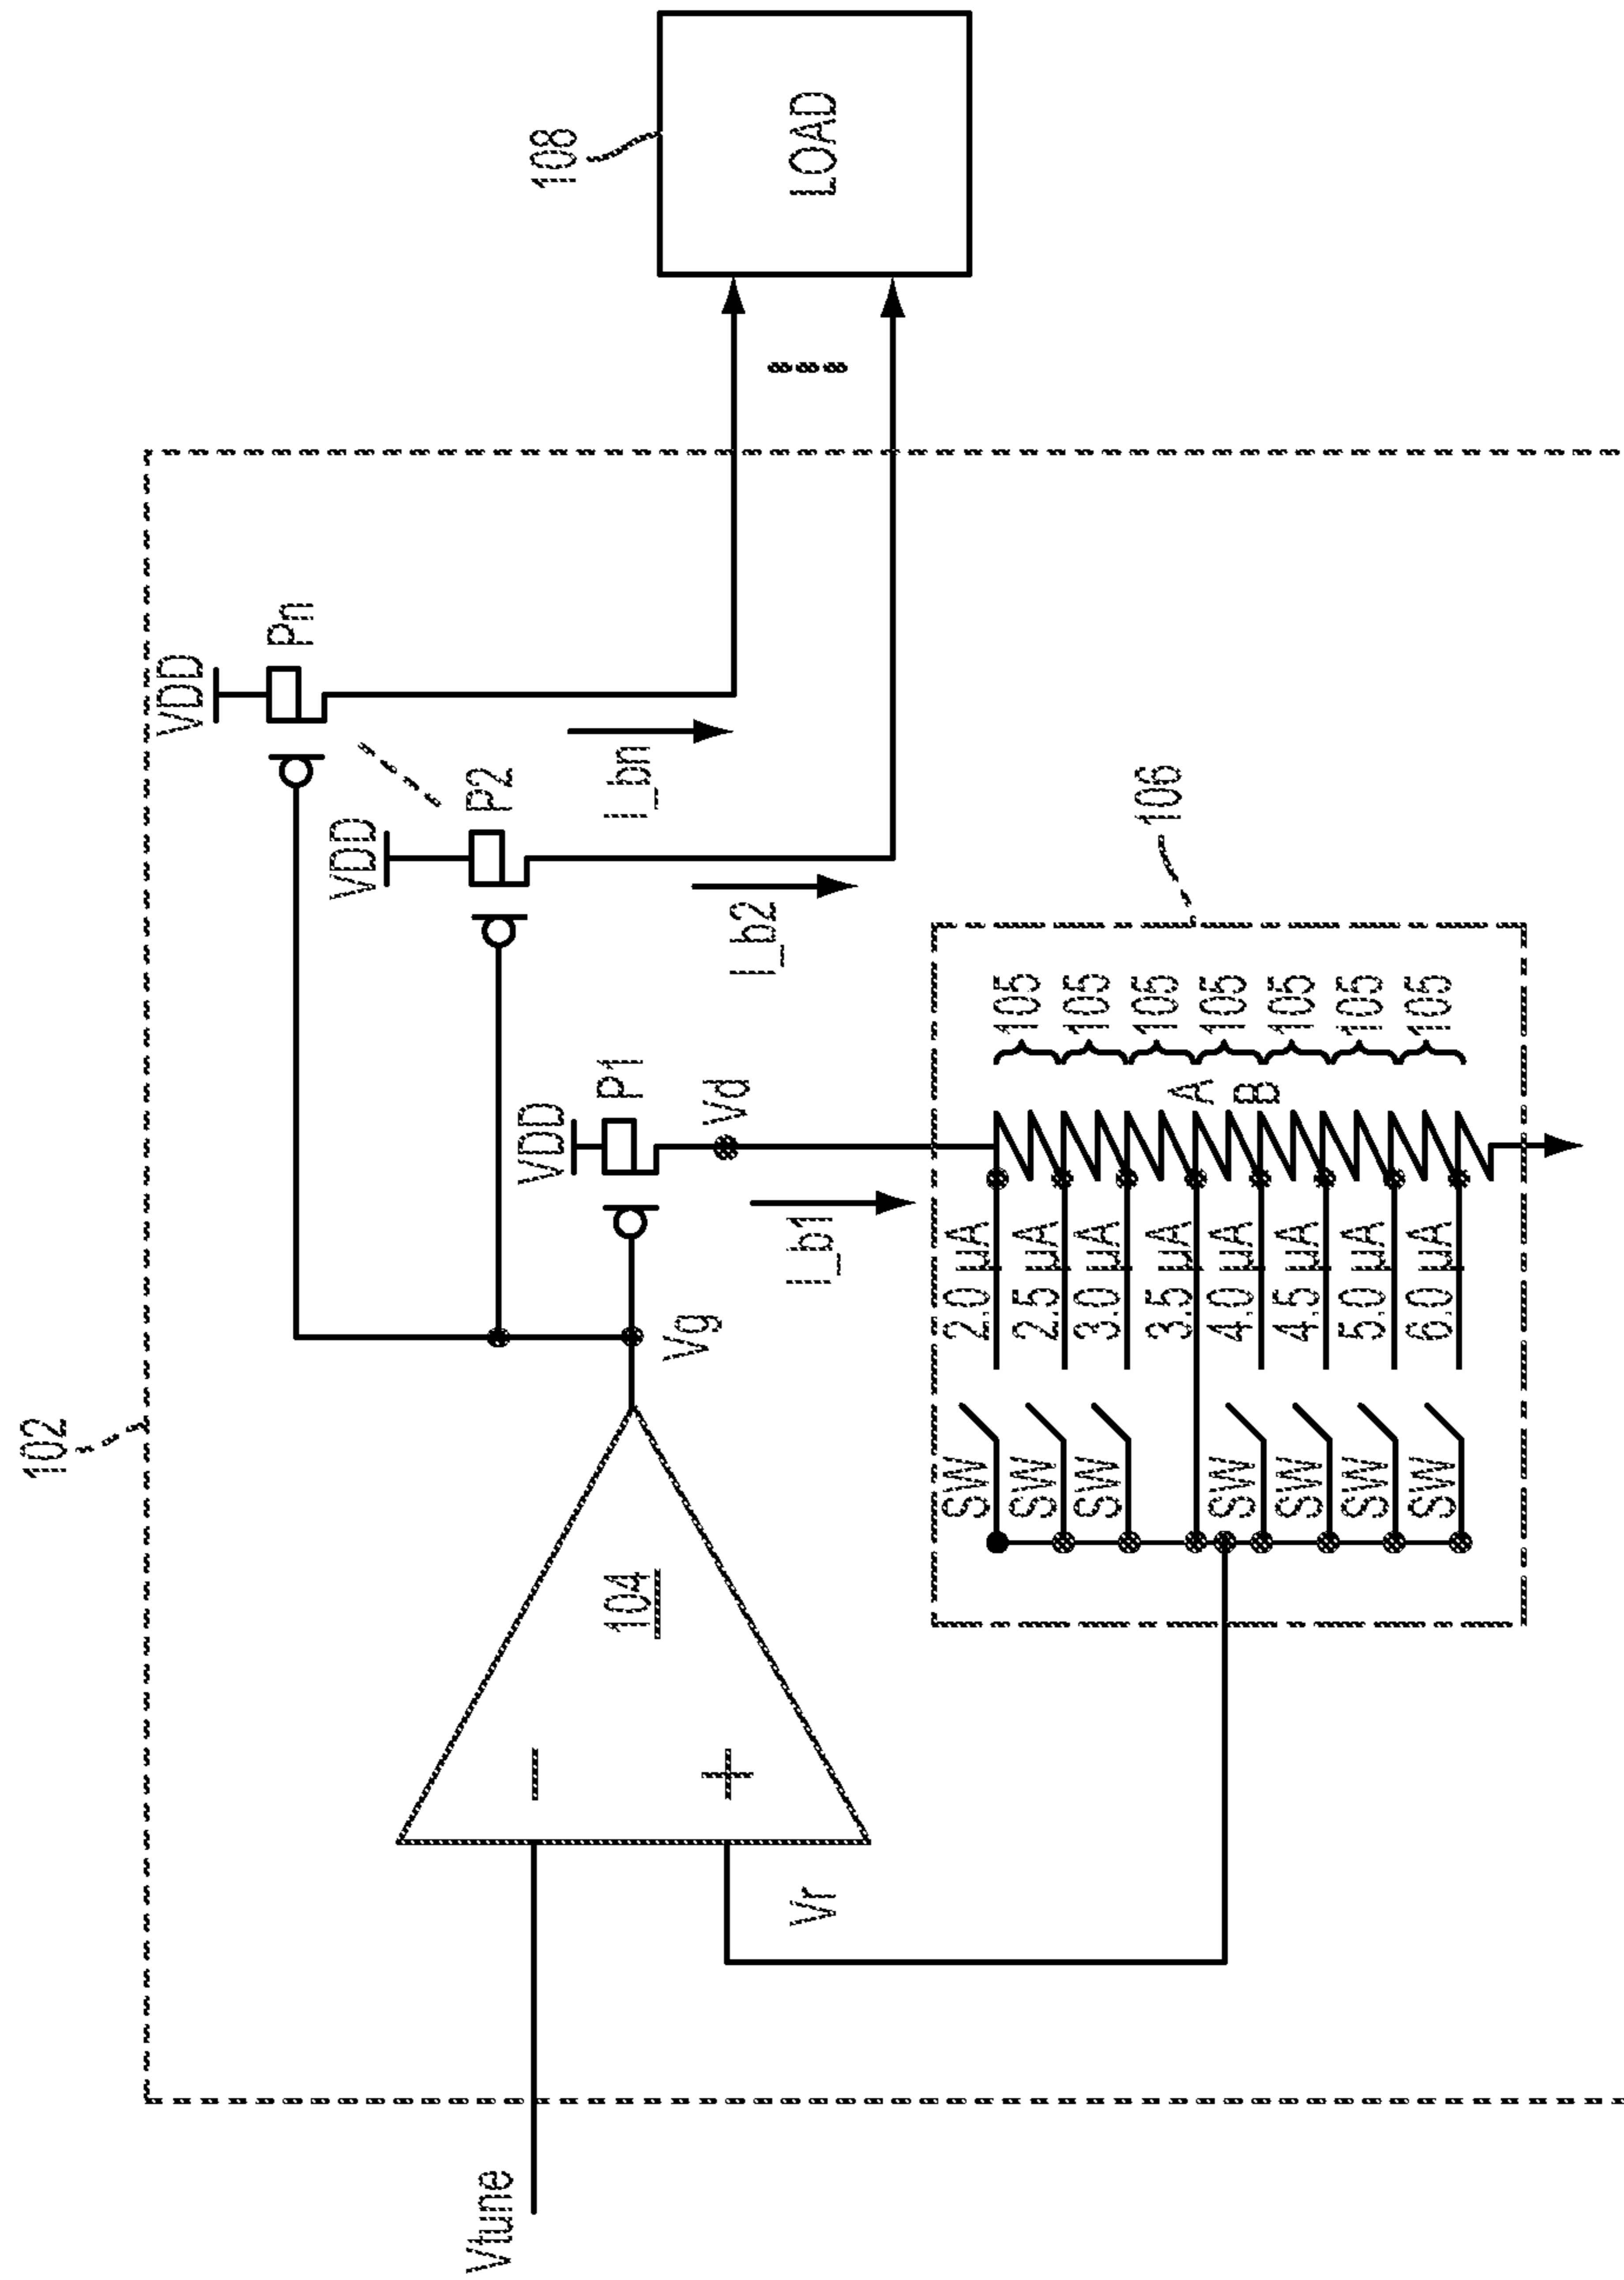 102
VDD
Pn
VDD
P2
I_bn
108
LOAD
VDD
P1
Vg
Vd
I_b2
I_b1
104
−
+
Vtune
Vr
106
SW 2.0 µA 105
SW 2.5 µA 105
SW 3.0 µA 105
3.5 µA A 105
SW 4.0 µA B 105
SW 4.5 µA 105
SW 5.0 µA 105
SW 6.0 µA